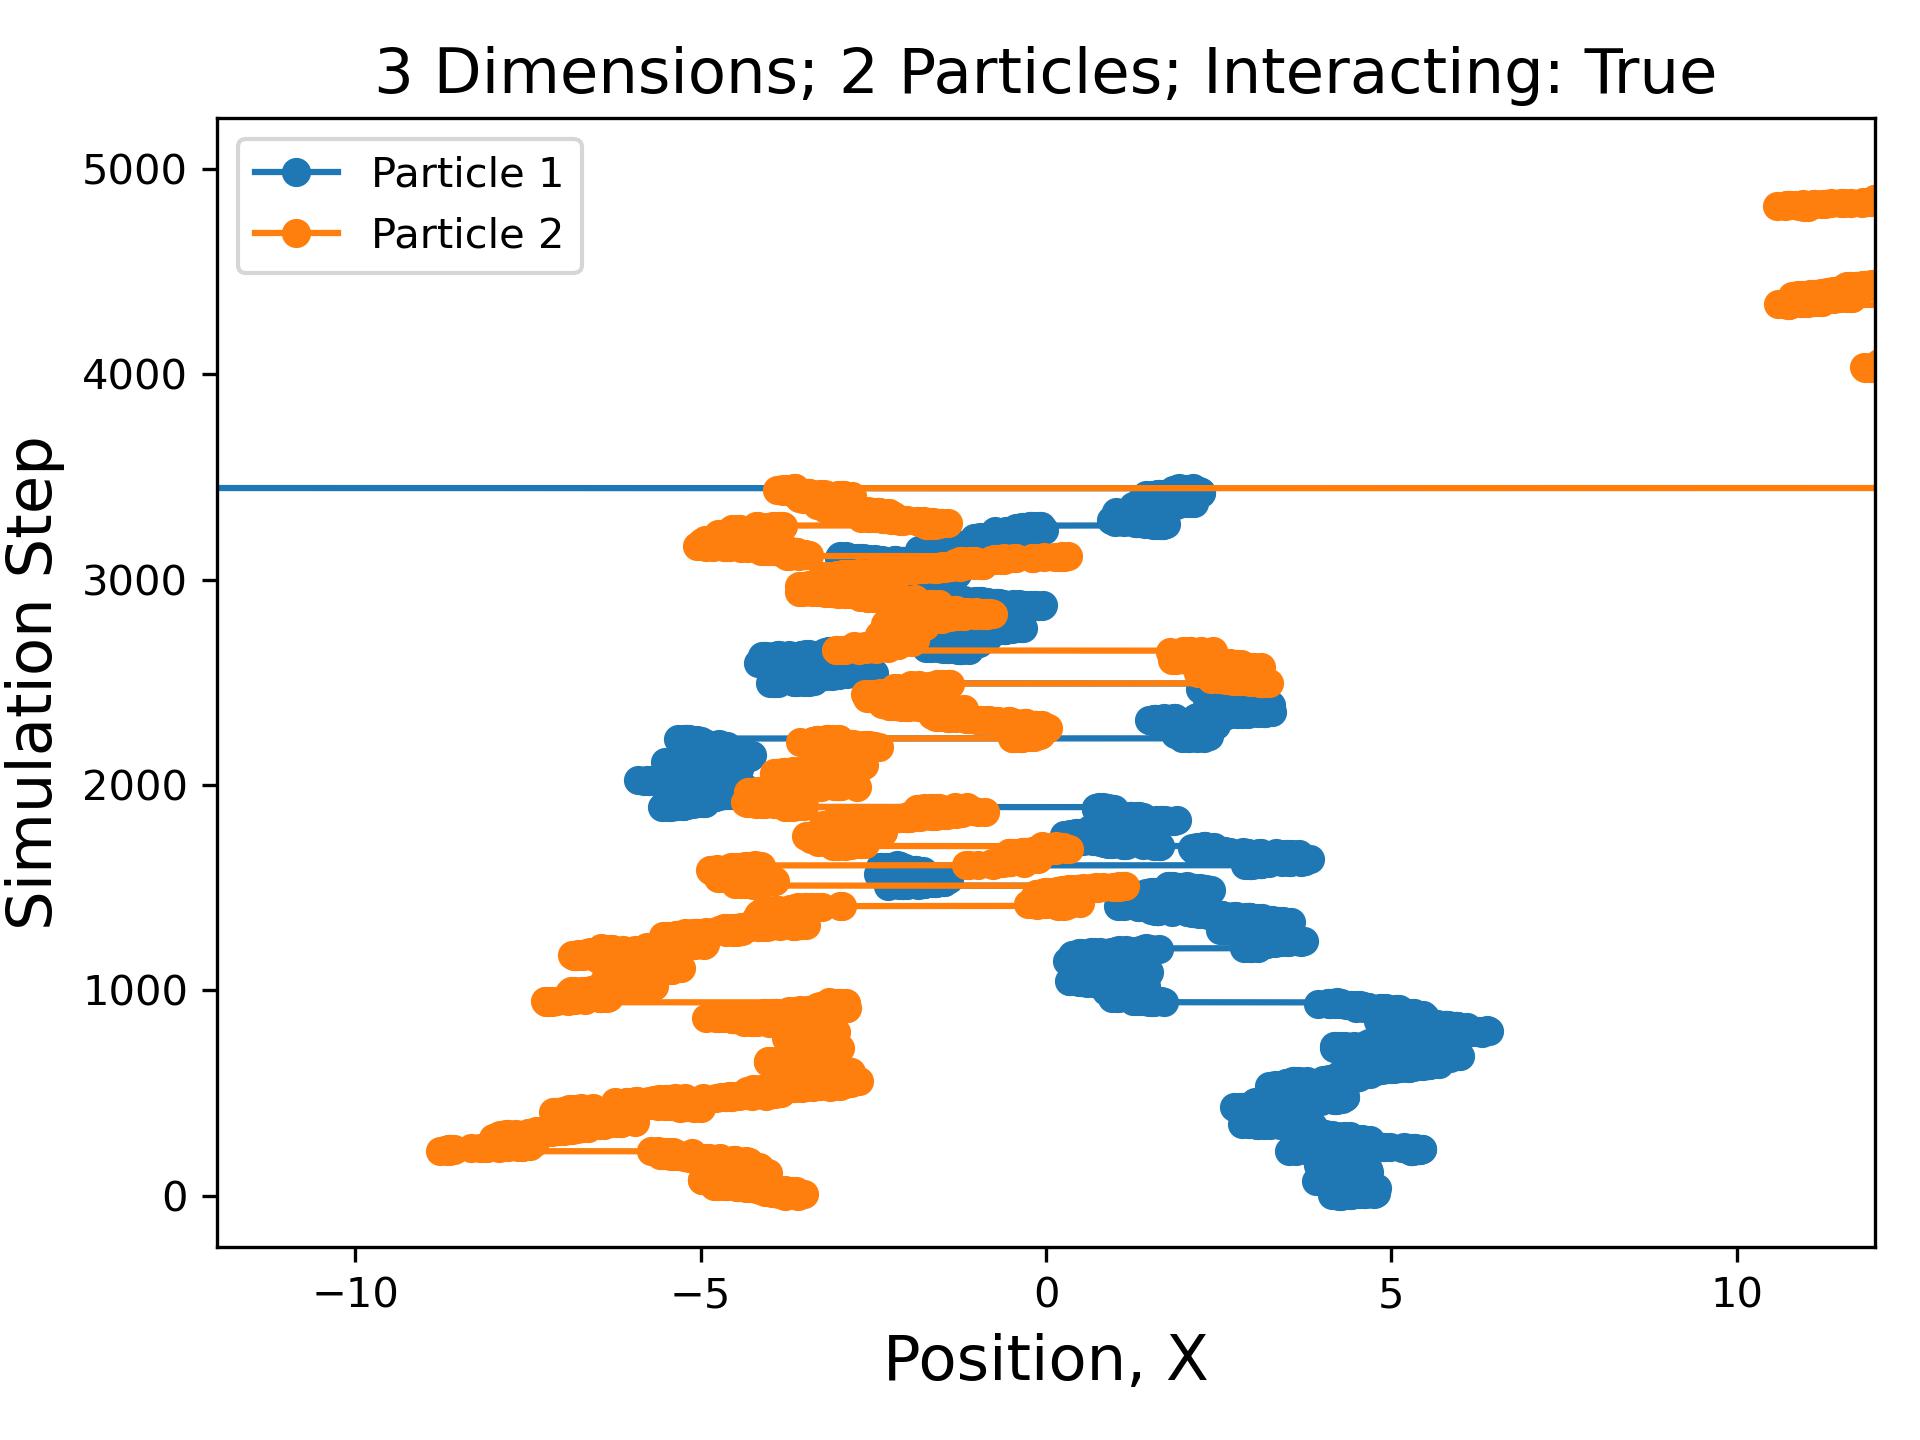 3 Dimensions; 2 Particles; Interacting: True
Particle 1
Particle 2
5000
4000
3000
2000
1000
0
Simulation Step
−10
−5
0
5
10
Position, X